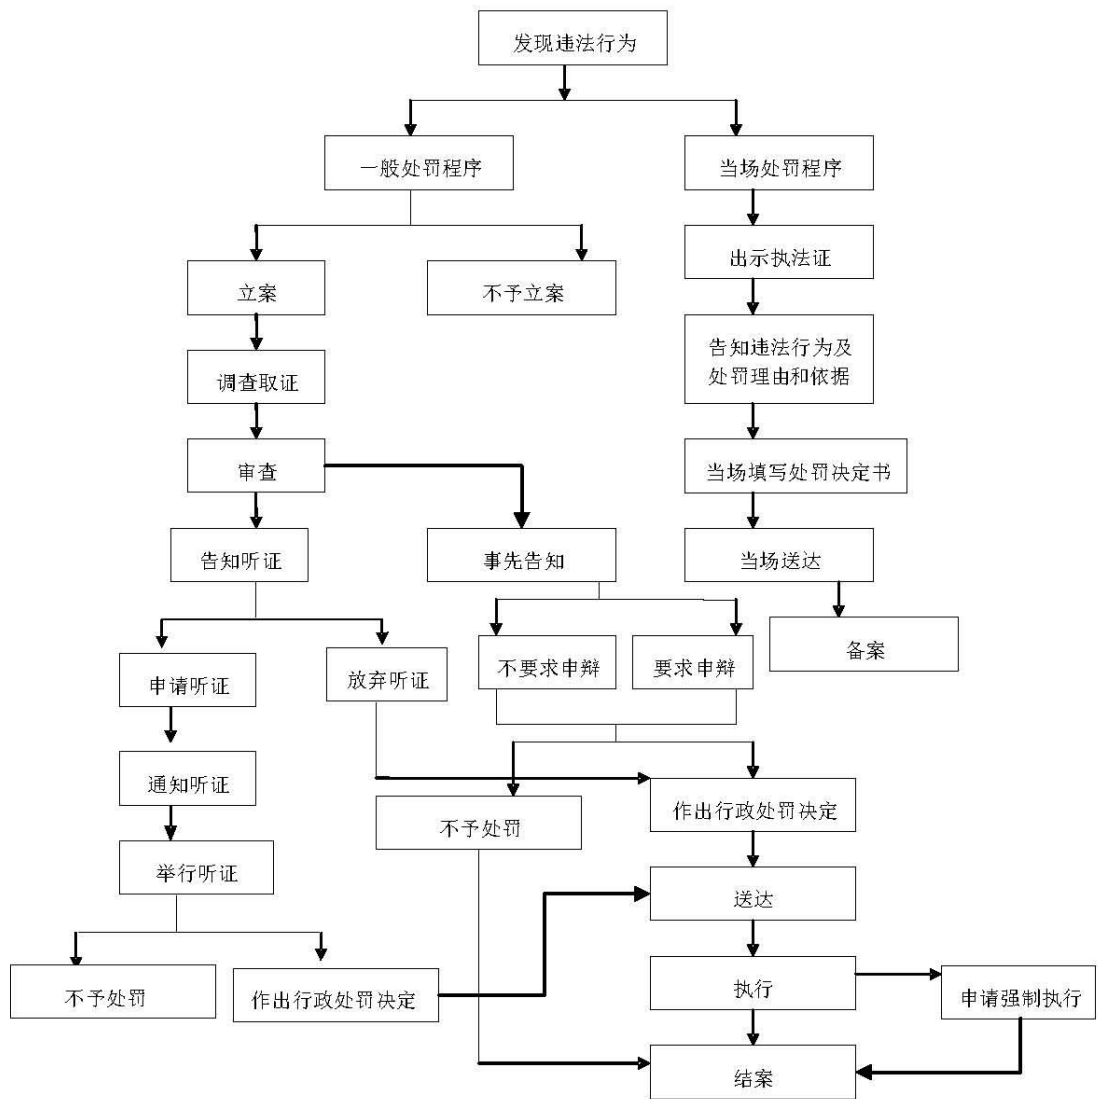 发现违法行为
一般处罚程序
当场处罚程序
出示执法证
立案
不予立案
告知违法行为及
处罚理由和依据
调查取证
审查
当场填写处罚决定书
告知听证
事先告知
当场送达
申请听证
放弃听证
不要求申辩
要求申辩
备案
通知听证
不予处罚
作出行政处罚决定
举行听证
送达
不予处罚
作出行政处罚决定
执行
申请强制执行
结案